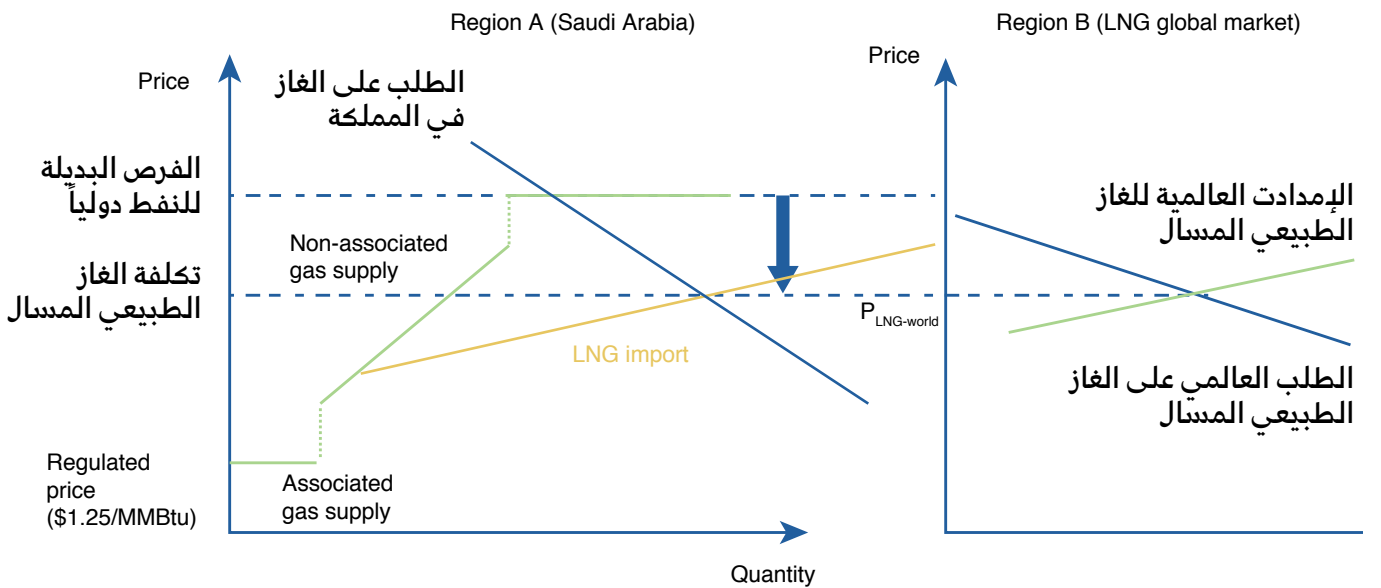 Region A (Saudi Arabia)
Region B (LNG global market)
Price
الطلب على الغاز
في المملكة
الفرص البديلة
للنفط دولياً
Non-associated
gas supply
تكلفة الغاز
الطبيعي المسال
LNG import
Regulated
price
($1.25/MMBtu)
Associated
gas supply
Quantity
Price
الإمدادت العالمية للغاز
الطبيعي المسال
P LNG-world
الطلب العالمي على الغاز
الطبيعي المسال